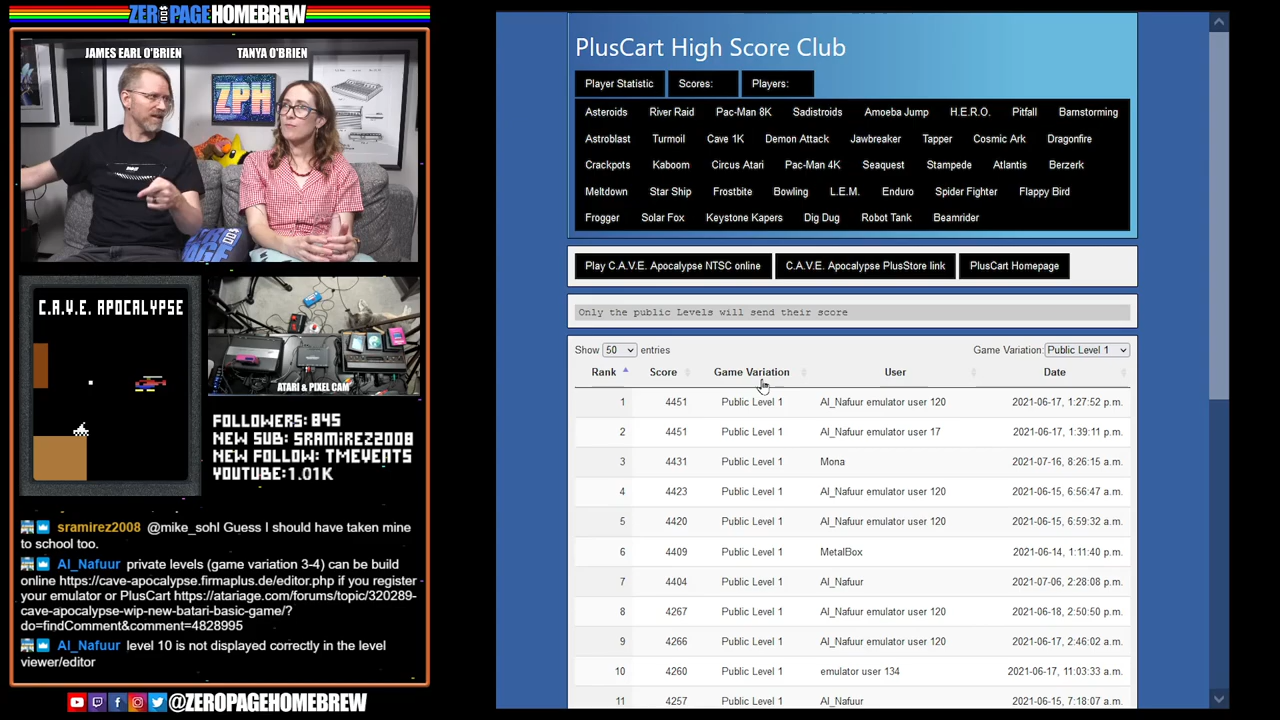 ZERO PAGE HOMEBREW
JAMES EARL O'BRIEN
TANYA O'BRIEN
ZPH
C.A.V.E. APOCALYPSE
ATARI & PIXEL CAM
FOLLOWERS: 845
NEW SUB: SRAMIREZ2008
NEW FOLLOW: TMEYEATS
YOUTUBE: 1.01K
sramirez2008 @mike_sohl Guess I should have taken mine
to school too.
Al_Nafuur private levels (game variation 3-4) can be build
online https://cave-apocalypse.firmaplus.de/editor.php if you register
your emulator or PlusCart https://atariage.com/forums/topic/320289-
cave-apocalypse-wip-new-batari-basic-game/?
do=findComment&comment=4828995
Al_Nafuur level 10 is not displayed correctly in the level
viewer/editor
@ZEROPAGEHOMEBREW
PlusCart High Score Club
Player Statistic Scores: Players:
Asteroids River Raid Pac-Man 8K Sadistroids Amoeba Jump H.E.R.O. Pitfall Barnstorming
Astroblast Turmoil Cave 1K Demon Attack Jawbreaker Tapper Cosmic Ark Dragonfire
Crackpots Kaboom Circus Atari Pac-Man 4K Seaquest Stampede Atlantis Berzerk
Meltdown Star Ship Frostbite Bowling L.E.M. Enduro Spider Fighter Flappy Bird
Frogger Solar Fox Keystone Kapers Dig Dug Robot Tank Beamrider
Play C.A.V.E. Apocalypse NTSC online C.A.V.E. Apocalypse PlusStore link PlusCart Homepage
Only the public Levels will send their score
Show 50 entries Game Variation: Public Level 1
Rank Score Game Variation User Date
1 4451 Public Level 1 Al_Nafuur emulator user 120 2021-06-17, 1:27:52 p.m.
2 4451 Public Level 1 Al_Nafuur emulator user 17 2021-06-17, 1:39:11 p.m.
3 4431 Public Level 1 Mona 2021-07-16, 8:26:15 a.m.
4 4423 Public Level 1 Al_Nafuur emulator user 120 2021-06-15, 6:56:47 a.m.
5 4420 Public Level 1 Al_Nafuur emulator user 120 2021-06-15, 6:59:32 a.m.
6 4409 Public Level 1 MetalBox 2021-06-14, 1:11:40 p.m.
7 4404 Public Level 1 Al_Nafuur 2021-07-06, 2:28:08 p.m.
8 4267 Public Level 1 Al_Nafuur emulator user 120 2021-06-18, 2:50:50 p.m.
9 4266 Public Level 1 Al_Nafuur emulator user 120 2021-06-17, 2:46:02 a.m.
10 4260 Public Level 1 emulator user 134 2021-06-17, 11:03:33 a.m.
11 4257 Public Level 1 Al_Nafuur 2021-06-15, 7:18:07 a.m.